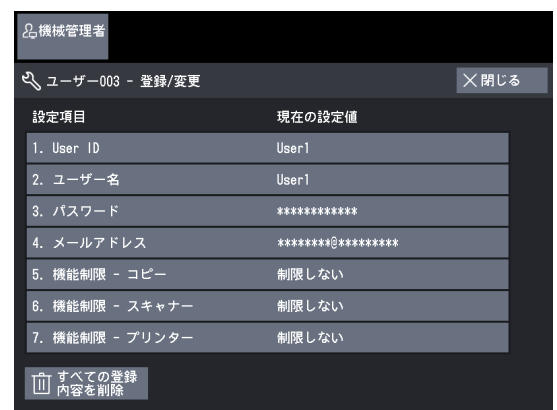 機械管理者
ユーザー003 - 登録/変更
閉じる
設定項目 現在の設定値
1. User ID User1
2. ユーザー名 User1
3. パスワード ************
4. メールアドレス ********@*********
5. 機能制限 - コピー 制限しない
6. 機能制限 - スキャナー 制限しない
7. 機能制限 - プリンター 制限しない
すべての登録
内容を削除